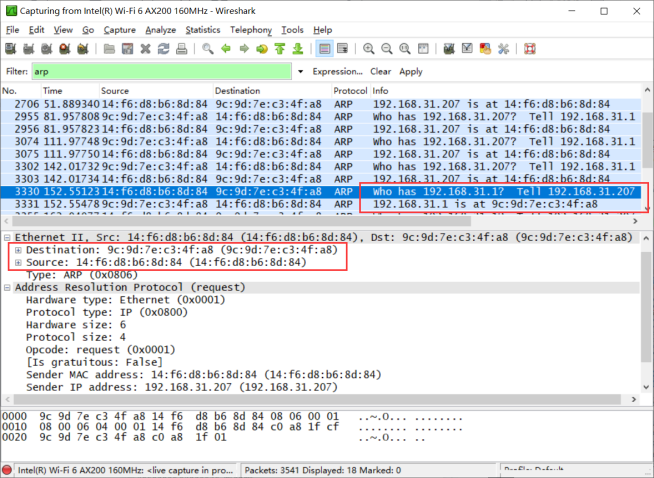 Capturing from Intel(R) Wi-Fi 6 AX200 160MHz - Wireshark
File Edit View Go Capture Analyze Statistics Telephony Tools Help
Filter: arp Expression... Clear Apply
No. Time Source Destination Protocol Info
2706 51.889340 14:f6:d8:b6:8d:84 9c:9d:7e:c3:4f:a8 ARP 192.168.31.207 is at 14:f6:d8:b6:8d:84
2955 81.957808 9c:9d:7e:c3:4f:a8 14:f6:d8:b6:8d:84 ARP Who has 192.168.31.207? Tell 192.168.31.1
2956 81.957823 14:f6:d8:b6:8d:84 9c:9d:7e:c3:4f:a8 ARP 192.168.31.207 is at 14:f6:d8:b6:8d:84
3074 111.97748 9c:9d:7e:c3:4f:a8 14:f6:d8:b6:8d:84 ARP Who has 192.168.31.207? Tell 192.168.31.1
3075 111.97750 14:f6:d8:b6:8d:84 9c:9d:7e:c3:4f:a8 ARP 192.168.31.207 is at 14:f6:d8:b6:8d:84
3302 142.01732 9c:9d:7e:c3:4f:a8 14:f6:d8:b6:8d:84 ARP Who has 192.168.31.207? Tell 192.168.31.1
3303 142.01734 14:f6:d8:b6:8d:84 9c:9d:7e:c3:4f:a8 ARP 192.168.31.207 is at 14:f6:d8:b6:8d:84
3330 152.55123 14:f6:d8:b6:8d:84 9c:9d:7e:c3:4f:a8 ARP Who has 192.168.31.1? Tell 192.168.31.207
3331 152.55478 9c:9d:7e:c3:4f:a8 14:f6:d8:b6:8d:84 ARP 192.168.31.1 is at 9c:9d:7e:c3:4f:a8
Ethernet II, Src: 14:f6:d8:b6:8d:84 (14:f6:d8:b6:8d:84), Dst: 9c:9d:7e:c3:4f:a8 (9c:9d:7e:c3:4f:a8)
Destination: 9c:9d:7e:c3:4f:a8 (9c:9d:7e:c3:4f:a8)
Source: 14:f6:d8:b6:8d:84 (14:f6:d8:b6:8d:84)
Type: ARP (0x0806)
Address Resolution Protocol (request)
Hardware type: Ethernet (0x0001)
Protocol type: IP (0x0800)
Hardware size: 6
Protocol size: 4
Opcode: request (0x0001)
[Is gratuitous: False]
Sender MAC address: 14:f6:d8:b6:8d:84 (14:f6:d8:b6:8d:84)
Sender IP address: 192.168.31.207 (192.168.31.207)
0000 9c 9d 7e c3 4f a8 14 f6 d8 b6 8d 84 08 06 00 01 ..~.O... ........
0010 08 00 06 04 00 01 14 f6 d8 b6 8d 84 c0 a8 1f cf ........ ........
0020 9c 9d 7e c3 4f a8 c0 a8 1f 01 ..~.O... ..
Intel(R) Wi-Fi 6 AX200 160MHz: <live capture in pro... Packets: 3541 Displayed: 18 Marked: 0 Profile: Default